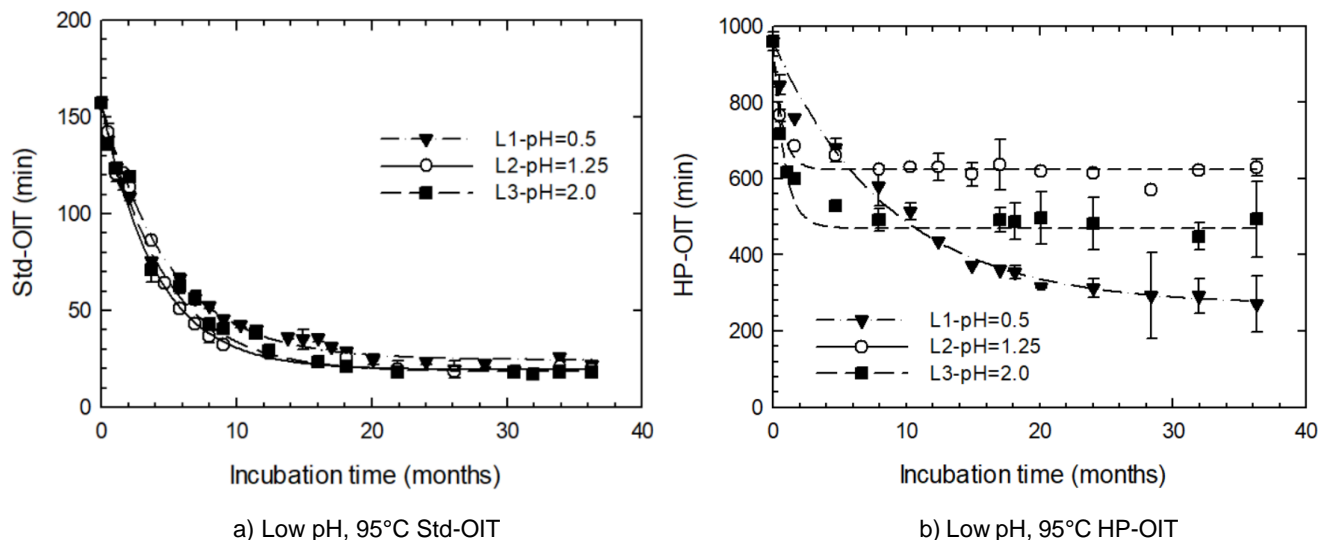 200
150
100
50
0
Std-OIT (min)
L1-pH=0.5
L2-pH=1.25
L3-pH=2.0
0 10 20 30 40
Incubation time (months)
a) Low pH, 95°C Std-OIT
1000
800
600
400
200
0
HP-OIT (min)
L1-pH=0.5
L2-pH=1.25
L3-pH=2.0
0 10 20 30 40
Incubation time (months)
b) Low pH, 95°C HP-OIT